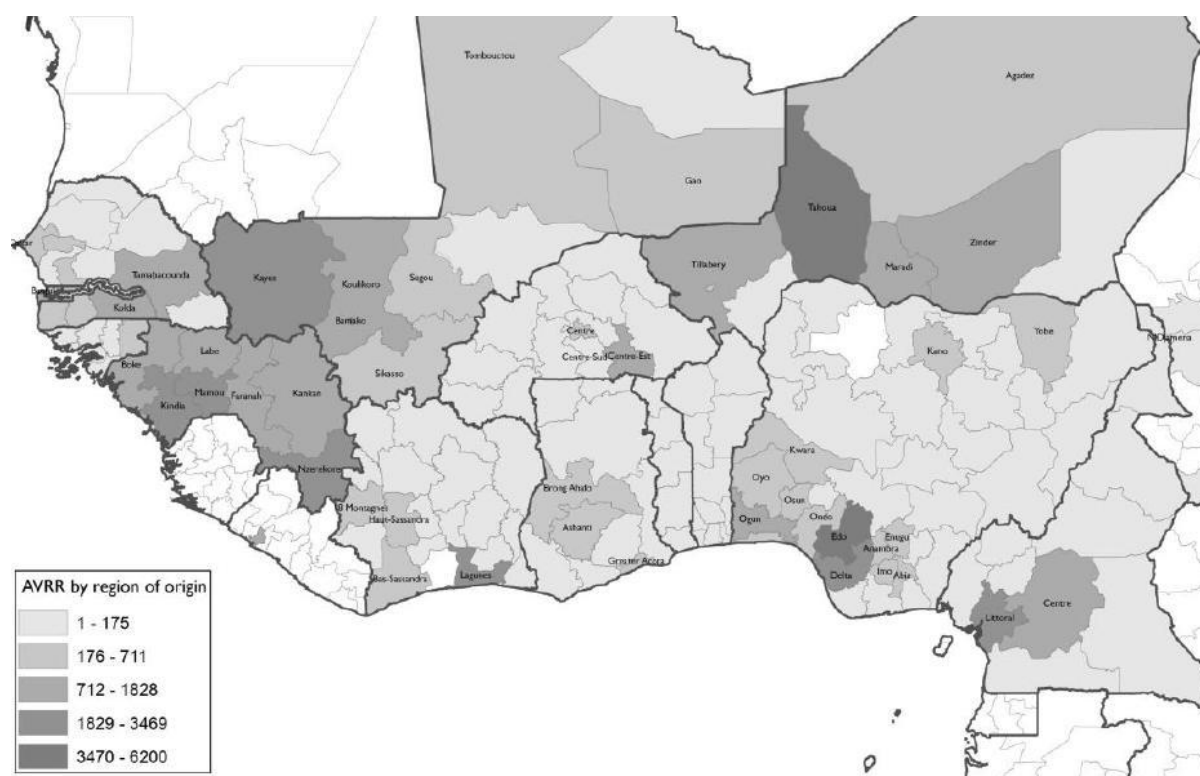 Tombouctou
Agadez
Gao
Tahoua
Zinder
Maradi
Tillabery
Kayes
Koulikoro
Segou
Bamako
Sikasso
Tambacounda
Kolda
Boke
Labe
Kindia
Mamou
Faranah
Kankan
Nzerekore
Centre
Centre-Sud
Centre-Est
Kano
Yobe
N'Djamena
Kwara
Oyo
Osun
Ogun
Ondo
Edo
Enugu
Anambra
Delta
Imo
Abia
Brong Ahafo
Ashanti
Greater Accra
18 Montagnes
Haut-Sassandra
Bas-Sassandra
Lagunes
Littoral
Centre
AVRR by region of origin
1 - 175
176 - 711
712 - 1828
1829 - 3469
3470 - 6200